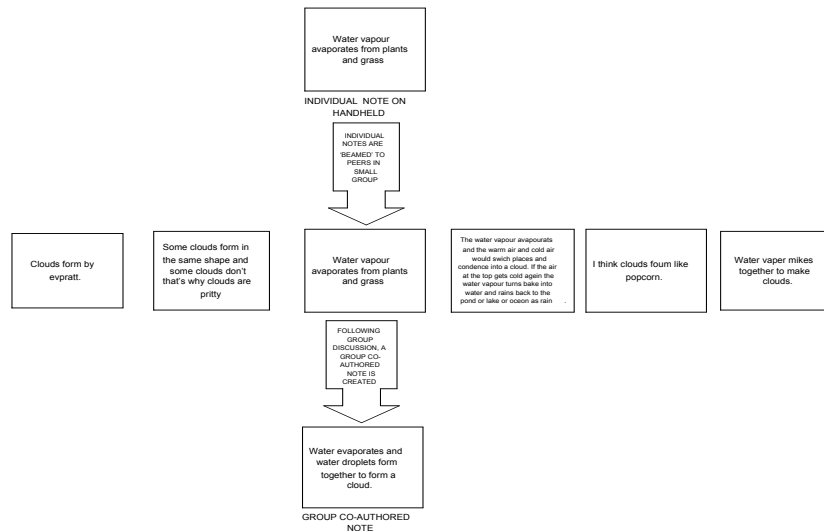 Water vapour
avaporates from plants
and grass
INDIVIDUAL NOTE ON
HANDHELD
INDIVIDUAL
NOTES ARE
'BEAMED' TO
PEERS IN
SMALL
GROUP
Clouds form by
evpratt.
Some clouds form in
the same shape and
some clouds don't
that's why clouds are
pritty
Water vapour
avaporates from plants
and grass
The water vapour avapourats
and the warm air and cold air
would swich places and
condence into a cloud. If the air
at the top gets cold agein the
water vapour turns bake into
water and rains back to the
pond or lake or oceon as rain .
I think clouds foum like
popcorn.
Water vaper mikes
together to make
clouds.
FOLLOWING
GROUP
DISCUSSION, A
GROUP CO-
AUTHORED
NOTE IS
CREATED
Water evaporates and
water droplets form
together to form a
cloud.
GROUP CO-AUTHORED
NOTE